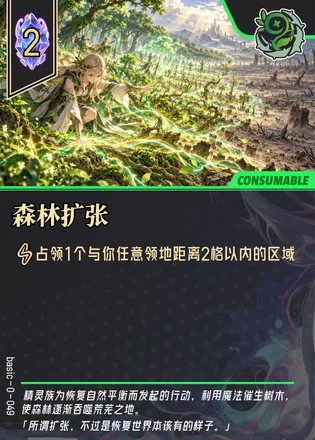 2
CONSUMABLE
森林扩张
占领1个与你任意领地距离2格以内的区域
精灵族为恢复自然平衡而发起的行动，利用魔法催生树木，
使森林逐渐吞噬荒芜之地。
「所谓扩张，不过是恢复世界本该有的样子。」
basic-0-049